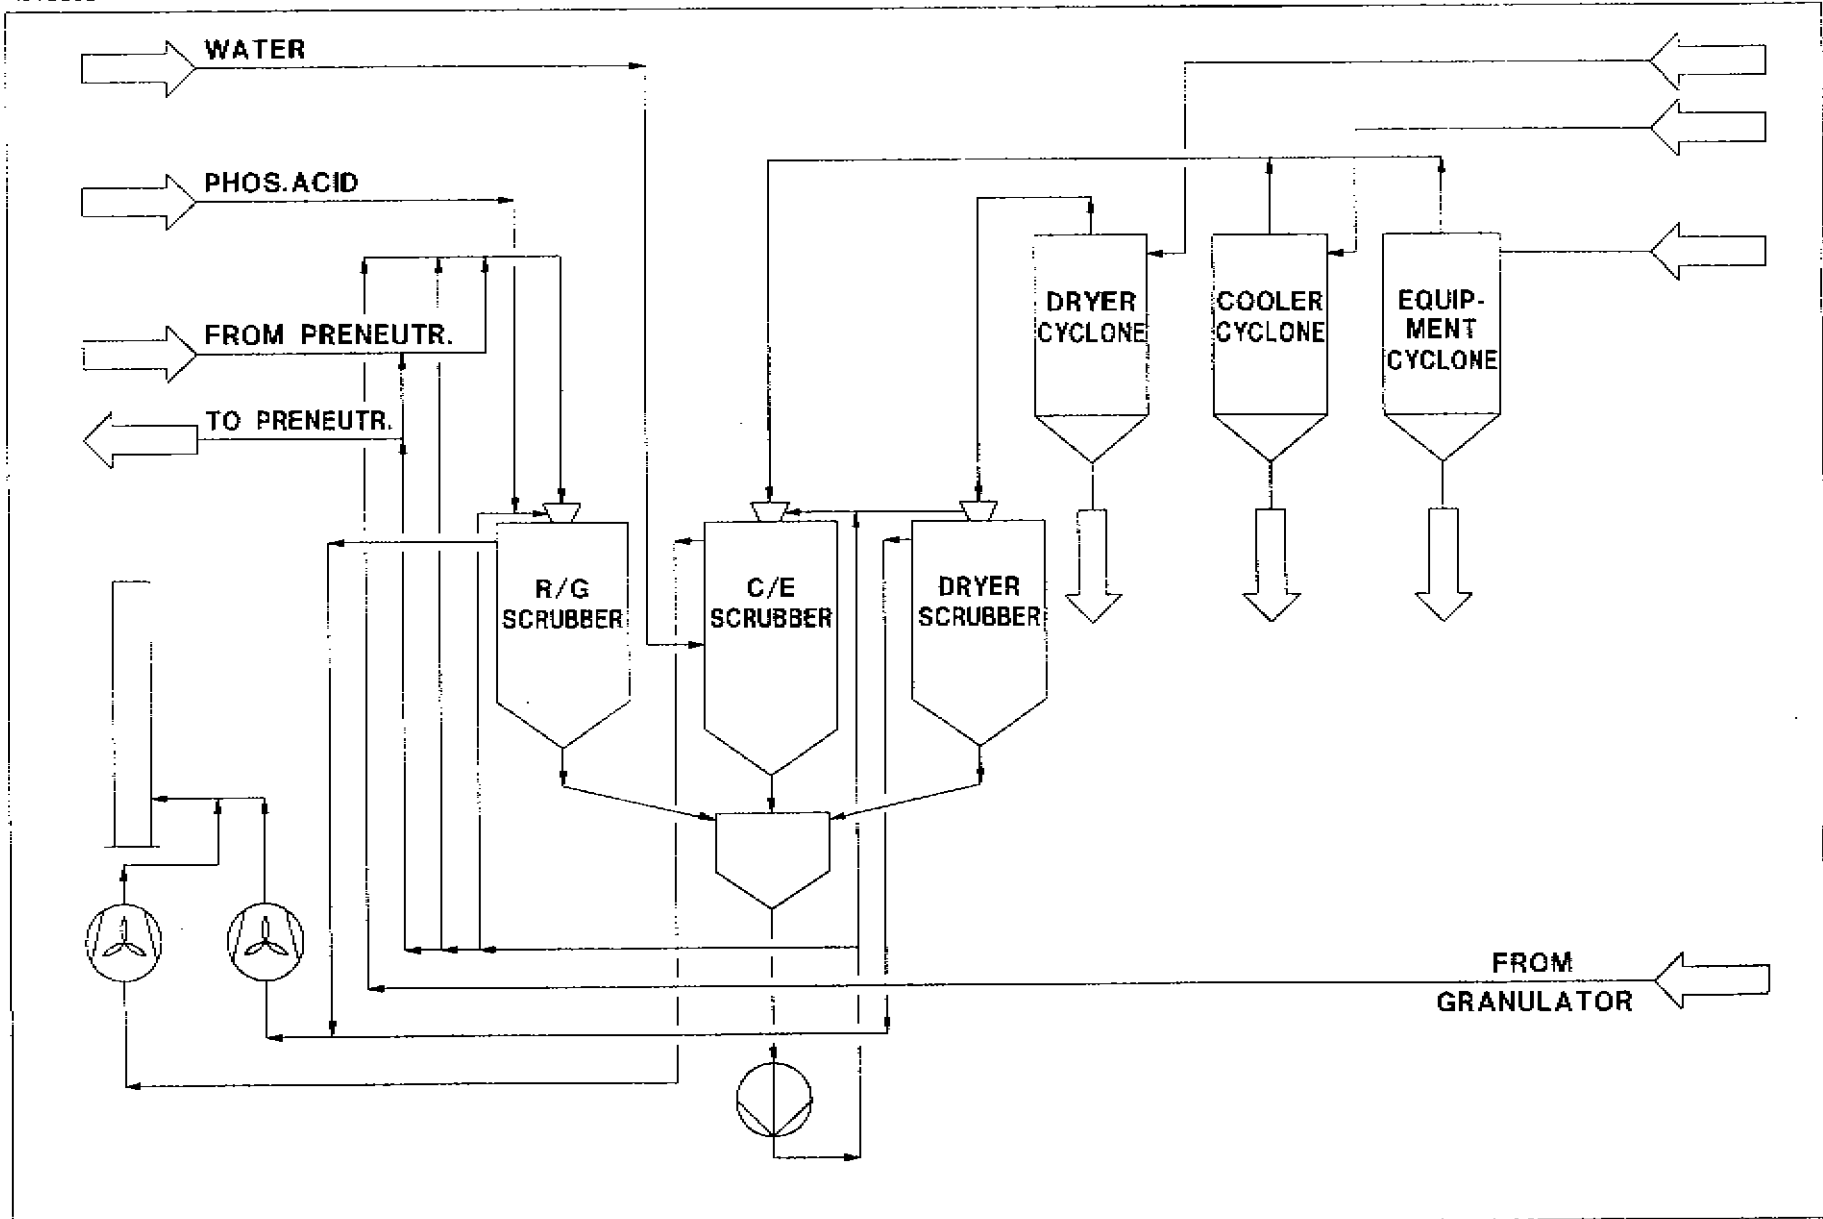 WATER
PHOS.ACID
FROM PRENEUTR.
TO PRENEUTR.
DRYER
CYCLONE
COOLER
CYCLONE
EQUIP-
MENT
CYCLONE
R/G
SCRUBBER
C/E
SCRUBBER
DRYER
SCRUBBER
FROM
GRANULATOR